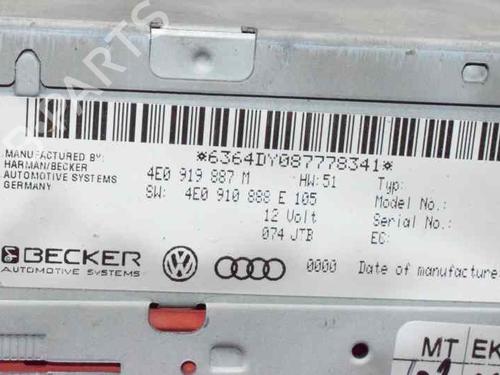 *6364DY087778341*
MANUFACTURED BY:
HARMAN/BECKER
AUTOMOTIVE SYSTEMS
GERMANY
4E0 919 887 M HW:51
SW: 4E0 910 888 E 105
12 Volt
074 JTB
Typ:
Model No.:
Serial No.:
EC:
BECKER
AUTOMOTIVE SYSTEMS
0000 Date of manufacture
MT EK